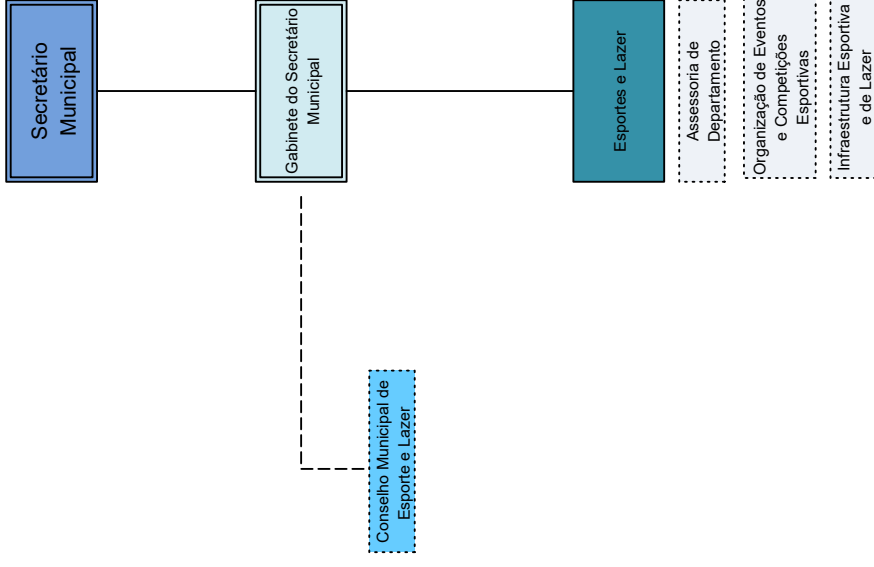 Secretário
Municipal
Gabinete do Secretário
Municipal
Conselho Municipal de
Esporte e Lazer
Esportes e Lazer
Assessoria de
Departamento
Organização de Eventos
e Competições
Esportivas
Infraestrutura Esportiva
e de Lazer